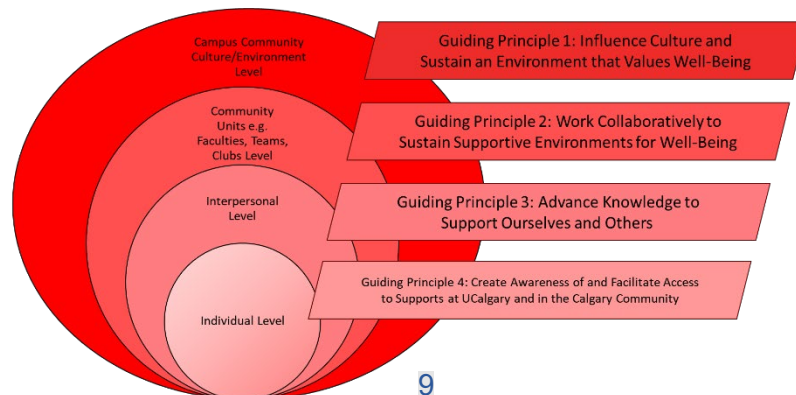 Campus Community
Culture/Environment
Level
Guiding Principle 1: Influence Culture and
Sustain an Environment that Values Well-Being
Community
Units e.g.
Faculties, Teams,
Clubs Level
Guiding Principle 2: Work Collaboratively to
Sustain Supportive Environments for Well-Being
Interpersonal
Level
Guiding Principle 3: Advance Knowledge to
Support Ourselves and Others
Individual Level
Guiding Principle 4: Create Awareness of and Facilitate Access
to Supports at UCalgary and in the Calgary Community
9